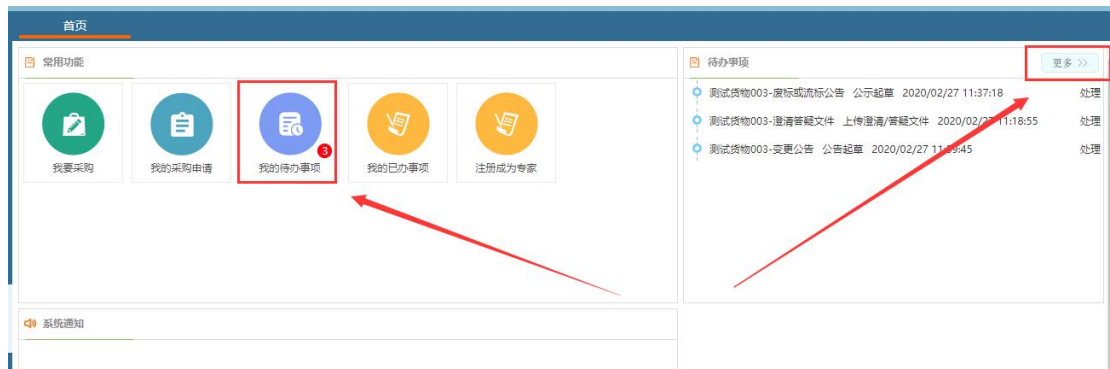 首页
常用功能
我要采购
我的采购申请
3
我的待办事项
我的已办事项
注册成为专家
待办事项
更多 >>
测试货物003-废标或流标公告 公示起草 2020/02/27 11:37:18 处理
测试货物003-澄清答疑文件 上传澄清/答疑文件 2020/02/27 11:18:55 处理
测试货物003-变更公告 公告起草 2020/02/27 处理
系统通知